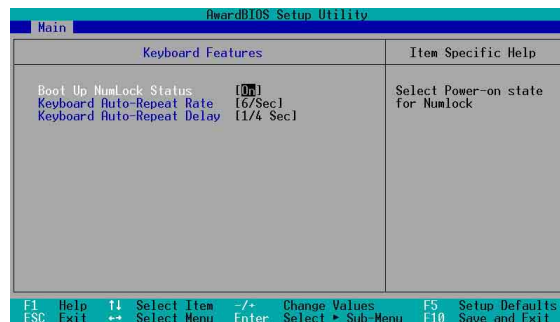 AwardBIOS Setup Utility
Main
Keyboard Features
Item Specific Help
Boot Up NumLock Status [On]
Keyboard Auto-Repeat Rate [6/Sec]
Keyboard Auto-Repeat Delay [1/4 Sec]
Select Power-on state
for Numlock
F1 Help ↑↓ Select Item -/+ Change Values F5 Setup Defaults
ESC Exit ←→ Select Menu Enter Select ► Sub-Menu F10 Save and Exit